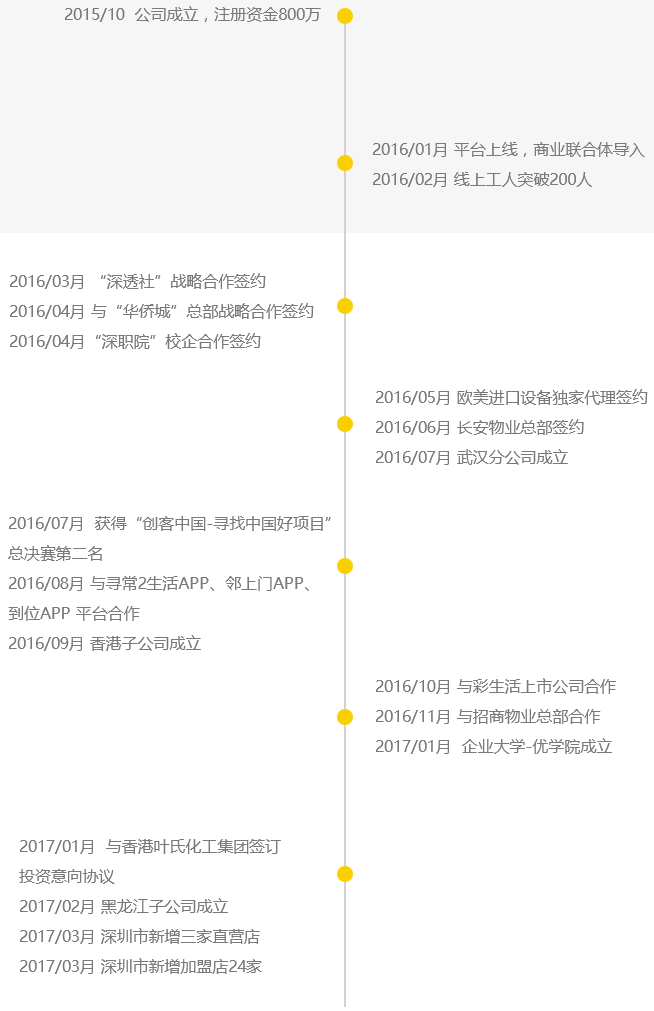 2015/10  公司成立，注册资金800万
2016/01月 平台上线，商业联合体导入
2016/02月 线上工人突破200人
2016/03月 “深透社”战略合作签约
2016/04月 与“华侨城”总部战略合作签约
2016/04月“深职院”校企合作签约
2016/05月 欧美进口设备独家代理签约
2016/06月 长安物业总部签约
2016/07月 武汉分公司成立
2016/07月  获得“创客中国-寻找中国好项目”
总决赛第二名
2016/08月 与寻常2生活APP、邻上门APP、
到位APP 平台合作
2016/09月 香港子公司成立
2016/10月 与彩生活上市公司合作
2016/11月 与招商物业总部合作
2017/01月  企业大学-优学院成立
2017/01月  与香港叶氏化工集团签订
投资意向协议
2017/02月 黑龙江子公司成立
2017/03月 深圳市新增三家直营店
2017/03月 深圳市新增加盟店24家